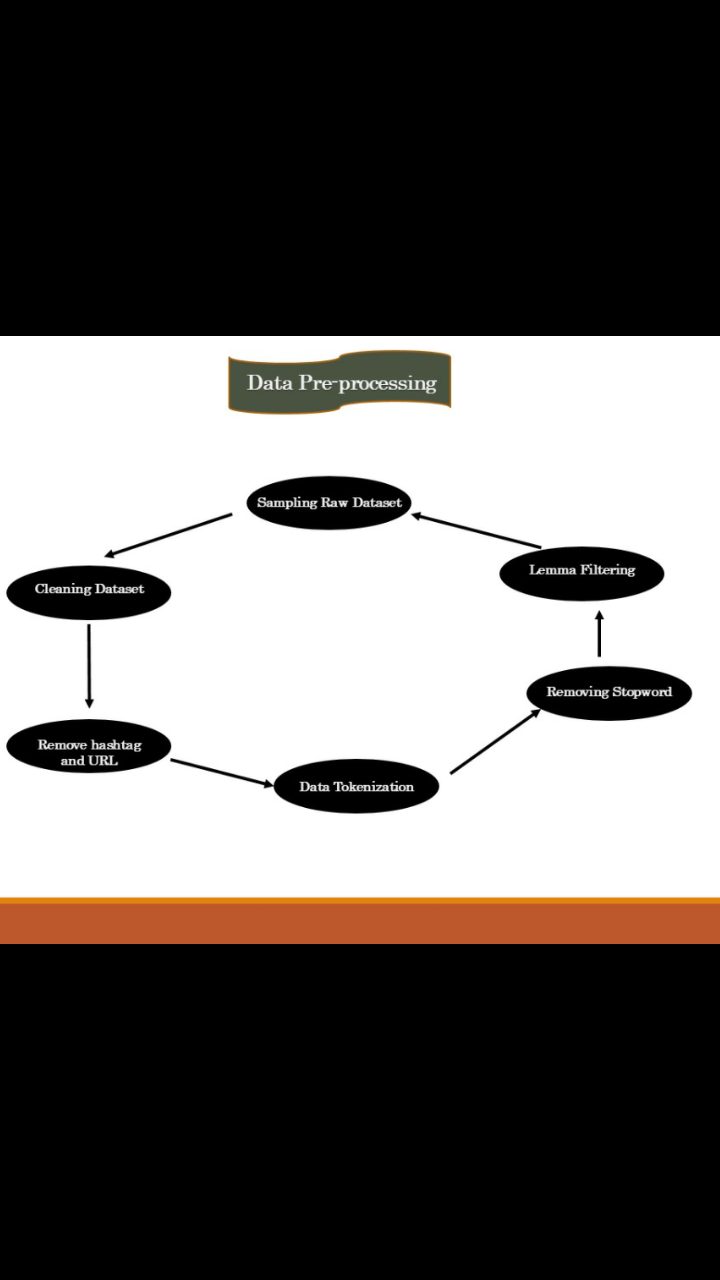 Data Pre-processing
Sampling Raw Dataset
Lemma Filtering
Cleaning Dataset
Removing Stopword
Remove hashtag
and URL
Data Tokenization